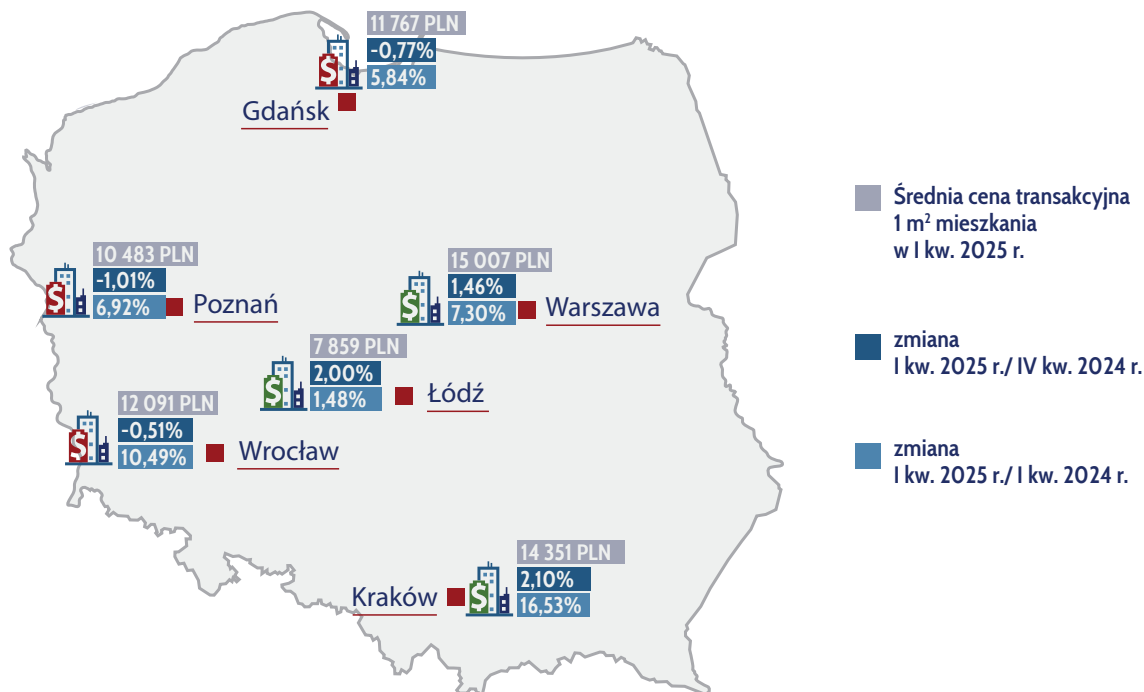 11 767 PLN
-0,77%
5,84%
Gdańsk
10 483 PLN
-1,01%
6,92%
Poznań
15 007 PLN
1,46%
7,30%
Warszawa
7 859 PLN
2,00%
1,48%
Łódź
12 091 PLN
-0,51%
10,49%
Wrocław
14 351 PLN
2,10%
16,53%
Kraków
Średnia cena transakcyjna
1 m² mieszkania
w I kw. 2025 r.
zmiana
I kw. 2025 r./ IV kw. 2024 r.
zmiana
I kw. 2025 r./ I kw. 2024 r.